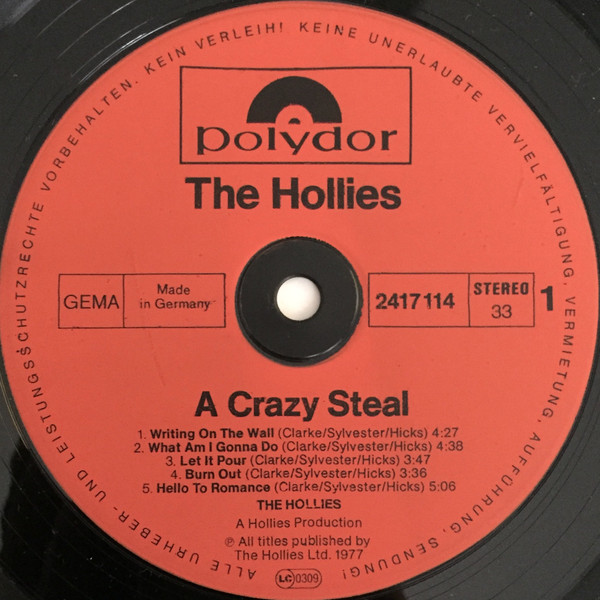 ALLE URHEBER- UND LEISTUNGSSCHUTZRECHTE VORBEHALTEN. KEIN VERLEIH! KEINE UNERLAUBTE VERVIELFÄLTIGUNG, VERMIETUNG, AUFFÜHRUNG, SENDUNG!
polydor
The Hollies
GEMA
Made
in Germany
2417114
STEREO
33
1
A Crazy Steal
1. Writing On The Wall (Clarke/Sylvester/Hicks) 4:27
2. What Am I Gonna Do (Clarke/Sylvester/Hicks) 4:38
3. Let It Pour (Clarke/Sylvester/Hicks) 3:47
4. Burn Out (Clarke/Sylvester/Hicks) 3:36
5. Hello To Romance (Clarke/Sylvester/Hicks) 5:06
THE HOLLIES
A Hollies Production
℗ All titles published by
The Hollies Ltd. 1977
LC 0309